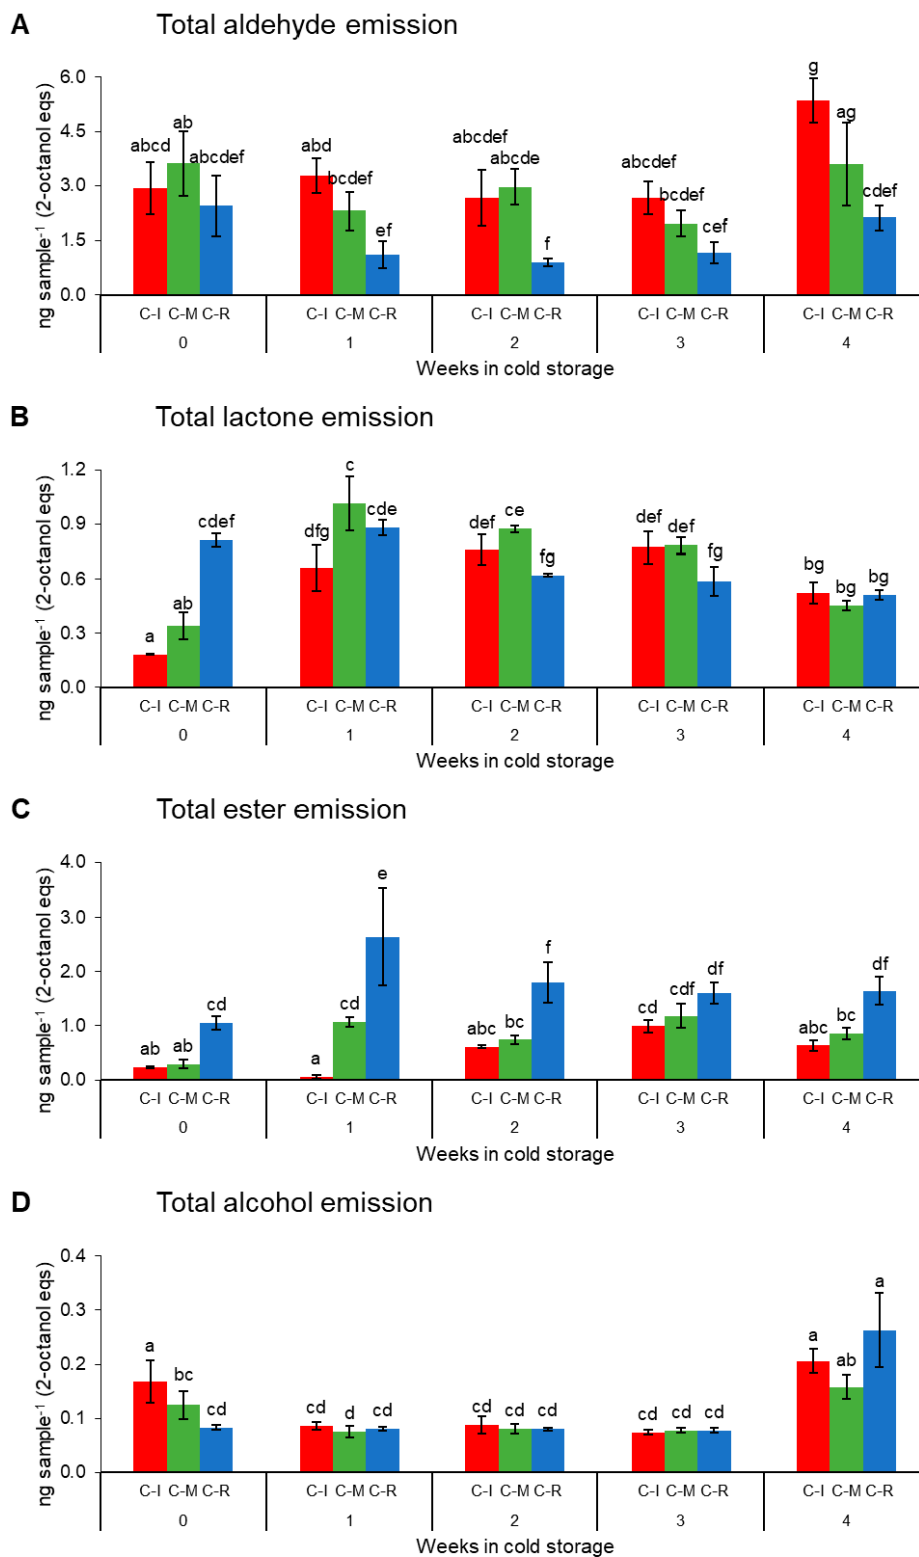 A Total aldehyde emission
ng sample⁻¹ (2-octanol eqs)
6.0
4.5
3.0
1.5
0.0
abcd ab abcdef abd bcdef ef abcdef abcde f abcdef bcdef cef g ag cdef
C-I C-M C-R C-I C-M C-R C-I C-M C-R C-I C-M C-R C-I C-M C-R
0 1 2 3 4
Weeks in cold storage
B Total lactone emission
ng sample⁻¹ (2-octanol eqs)
1.2
0.9
0.6
0.3
0.0
a ab cdef dfg c cde def ce fg def def fg bg bg bg
C-I C-M C-R C-I C-M C-R C-I C-M C-R C-I C-M C-R C-I C-M C-R
0 1 2 3 4
Weeks in cold storage
C Total ester emission
ng sample⁻¹ (2-octanol eqs)
4.0
3.0
2.0
1.0
0.0
ab ab cd a cd e abc bc f cd cdf df abc bc df
C-I C-M C-R C-I C-M C-R C-I C-M C-R C-I C-M C-R C-I C-M C-R
0 1 2 3 4
Weeks in cold storage
D Total alcohol emission
ng sample⁻¹ (2-octanol eqs)
0.4
0.3
0.2
0.1
0.0
a bc cd cd d cd cd cd cd cd cd cd a ab a
C-I C-M C-R C-I C-M C-R C-I C-M C-R C-I C-M C-R C-I C-M C-R
0 1 2 3 4
Weeks in cold storage